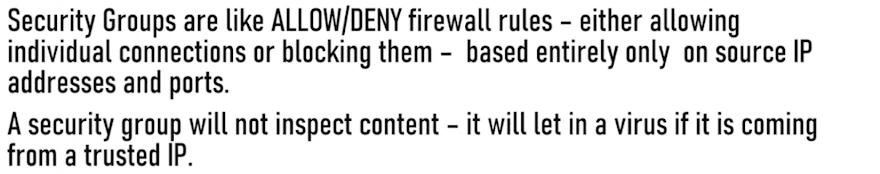 Security Groups are like ALLOW/DENY firewall rules – either allowing
individual connections or blocking them – based entirely only on source IP
addresses and ports.
A security group will not inspect content – it will let in a virus if it is coming
from a trusted IP.